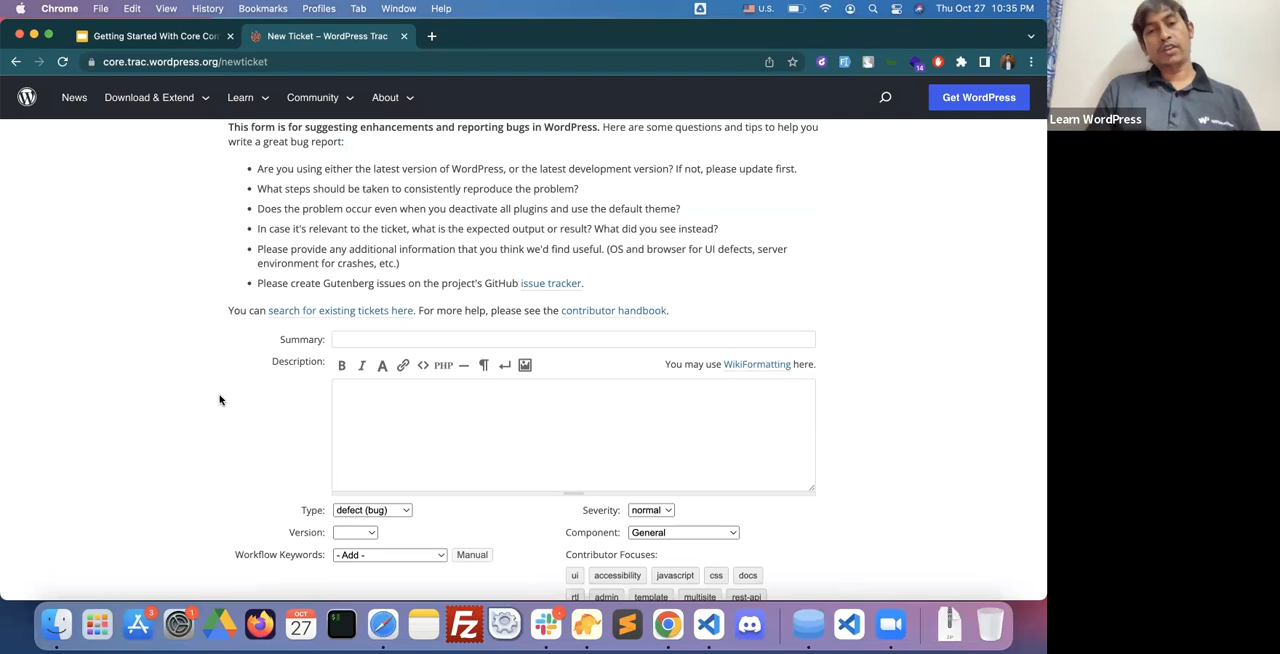 Chrome File Edit View History Bookmarks Profiles Tab Window Help U.S. Thu Oct 27 10:35 PM
Getting Started With Core Con
New Ticket – WordPress Trac
core.trac.wordpress.org/newticket
14
News Download & Extend Learn Community About Get WordPress
Learn WordPress
This form is for suggesting enhancements and reporting bugs in WordPress. Here are some questions and tips to help you
write a great bug report:
Are you using either the latest version of WordPress, or the latest development version? If not, please update first.
What steps should be taken to consistently reproduce the problem?
Does the problem occur even when you deactivate all plugins and use the default theme?
In case it's relevant to the ticket, what is the expected output or result? What did you see instead?
Please provide any additional information that you think we'd find useful. (OS and browser for UI defects, server
environment for crashes, etc.)
Please create Gutenberg issues on the project's GitHub issue tracker.
You can search for existing tickets here. For more help, please see the contributor handbook.
Summary:
Description: B I A <> PHP You may use WikiFormatting here.
Type: defect (bug) Severity: normal
Version: Component: General
Workflow Keywords: - Add - Manual Contributor Focuses:
ui accessibility javascript css docs
rtl admin template multisite rest-api
3 1 OCT 27 Fz ZIP